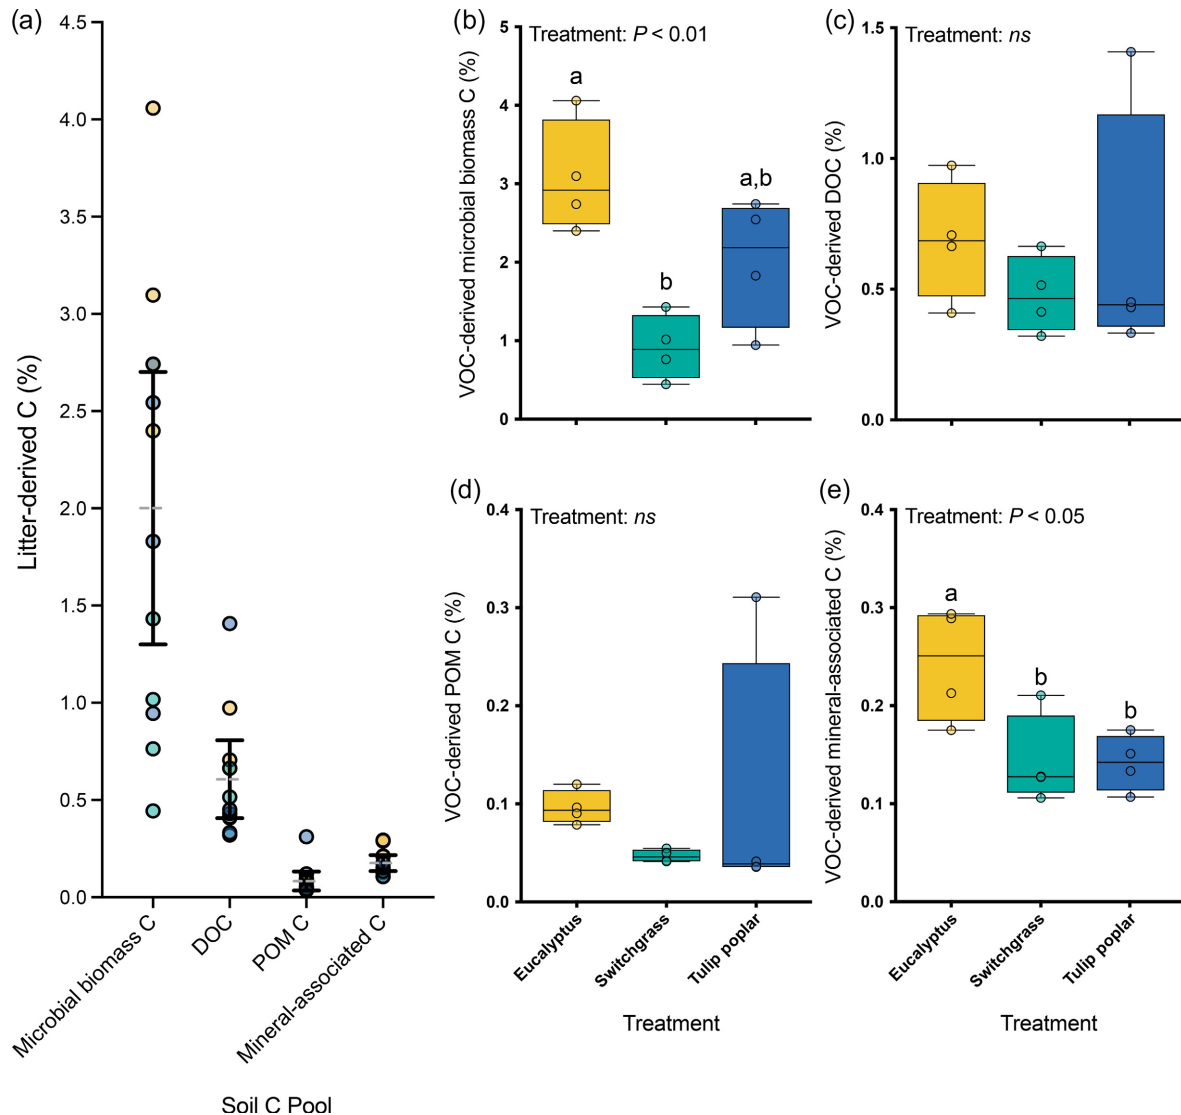 (a)
Litter-derived C (%)
4.5
4.0
3.5
3.0
2.5
2.0
1.5
1.0
0.5
0.0
Microbial biomass C
DOC
POM C
Mineral-associated C
Soil C Pool
(b)
Treatment: P < 0.01
VOC-derived microbial biomass C (%)
5
4
3
2
1
0
a
b
a,b
(c)
Treatment: ns
VOC-derived DOC (%)
1.5
1.0
0.5
0.0
(d)
Treatment: ns
VOC-derived POM C (%)
0.4
0.3
0.2
0.1
0.0
Eucalyptus
Switchgrass
Tulip poplar
Treatment
(e)
Treatment: P < 0.05
VOC-derived mineral-associated C (%)
0.4
0.3
0.2
0.1
0.0
a
b
b
Eucalyptus
Switchgrass
Tulip poplar
Treatment